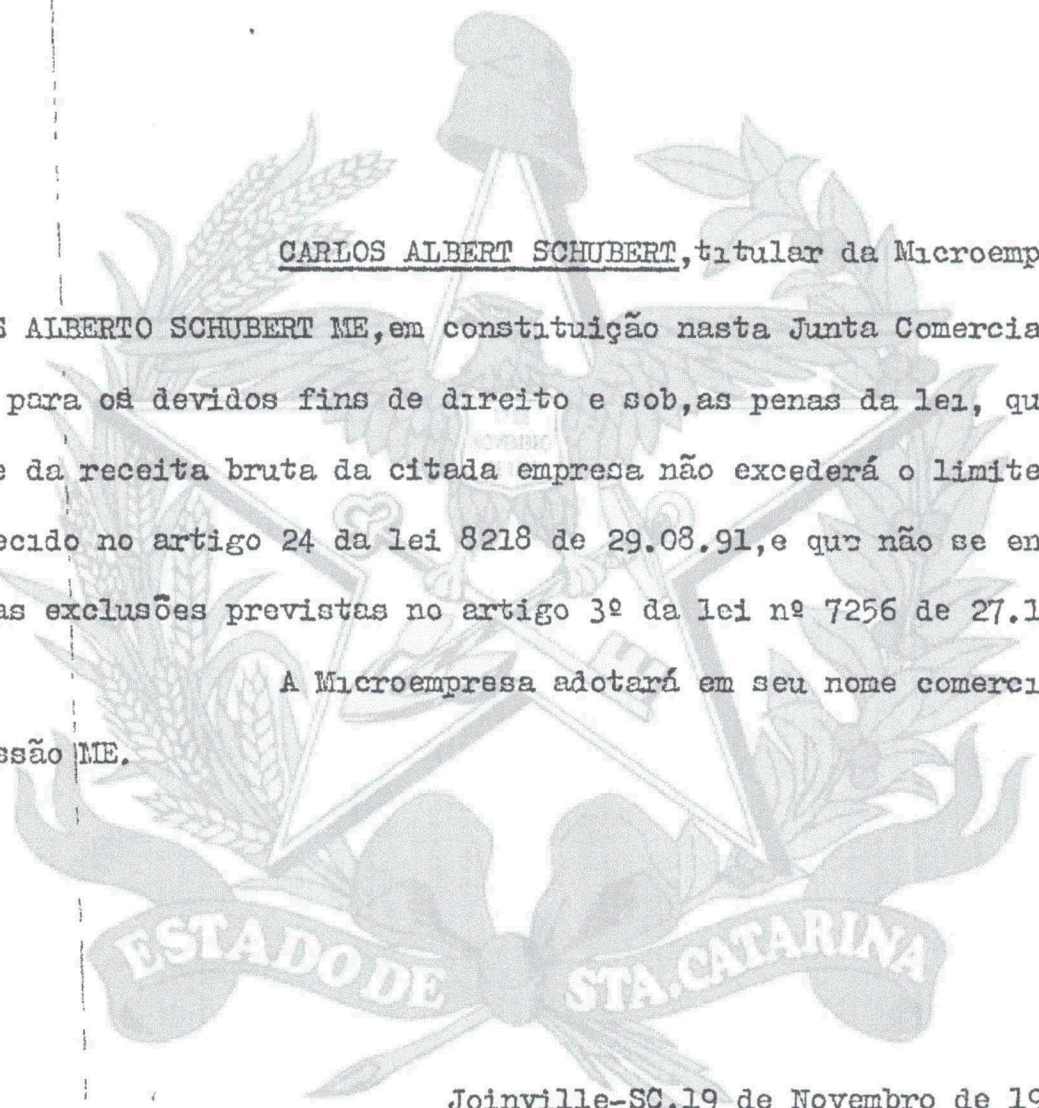 CARLOS ALBERT SCHUBERT,titular da Microemp
S ALBERTO SCHUBERT ME,em constituição nasta Junta Comercia
para os devidos fins de direito e sob,as penas da lei, qu
e da receita bruta da citada empresa não excederá o limite
ecido no artigo 24 da lei 8218 de 29.08.91,e que não se en
as exclusões previstas no artigo 3º da lei nº 7256 de 27.1
A Microempresa adotará em seu nome comerci
ssão ME.
ESTADO DE STA.CATARINA
Joinville-SC.19 de Novembro de 19